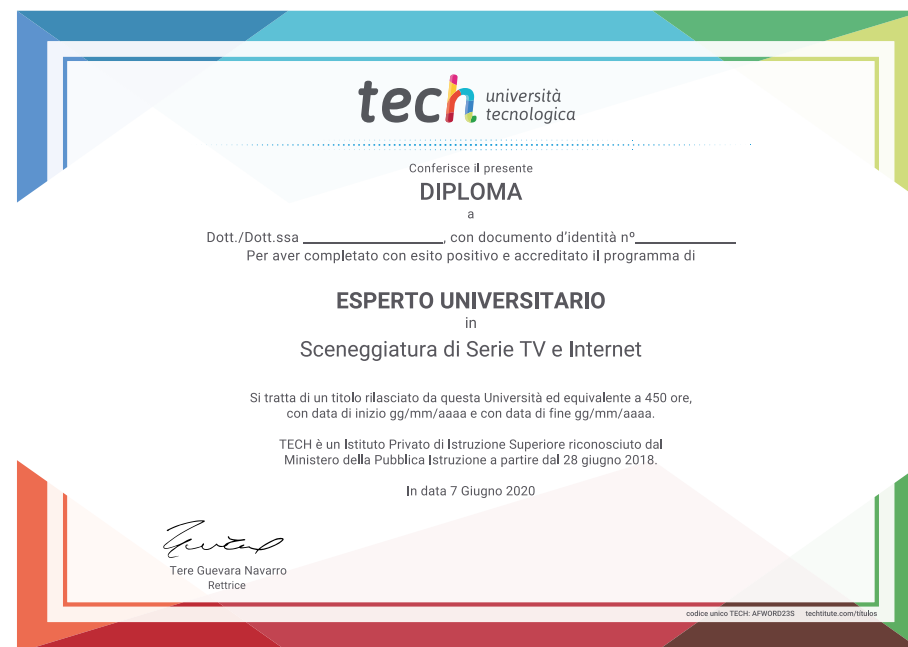 tech università
tecnologica
Conferisce il presente
DIPLOMA
a
Dott./Dott.ssa ____________________, con documento d'identità nº______________
Per aver completato con esito positivo e accreditato il programma di
ESPERTO UNIVERSITARIO
in
Sceneggiatura di Serie TV e Internet
Si tratta di un titolo rilasciato da questa Università ed equivalente a 450 ore,
con data di inizio gg/mm/aaaa e con data di fine gg/mm/aaaa.
TECH è un Istituto Privato di Istruzione Superiore riconosciuto dal
Ministero della Pubblica Istruzione a partire dal 28 giugno 2018.
In data 7 Giugno 2020
Tere Guevara Navarro
Rettrice
codice unico TECH: AFWORD23S techtitute.com/títulos